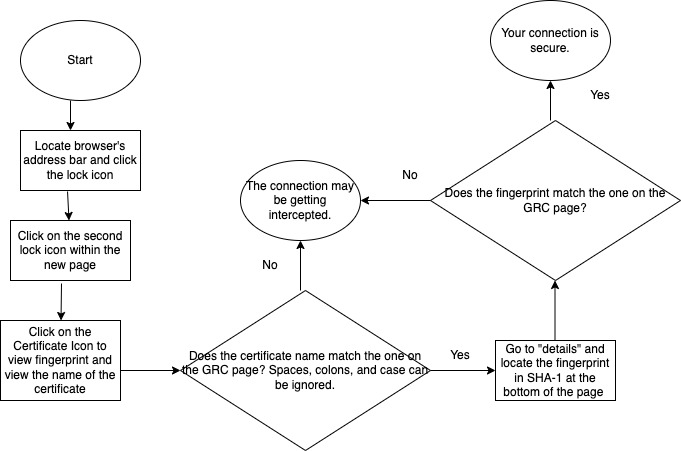 Start
Locate browser's
address bar and click
the lock icon
Click on the second
lock icon within the
new page
Click on the
Certificate Icon to
view fingerprint and
view the name of the
certificate
Does the certificate name match the one on
the GRC page? Spaces, colons, and case can
be ignored.
No
The connection may
be getting
intercepted.
Yes
Go to "details" and
locate the fingerprint
in SHA-1 at the
bottom of the page
Does the fingerprint match the one on the
GRC page?
No
Yes
Your connection is
secure.